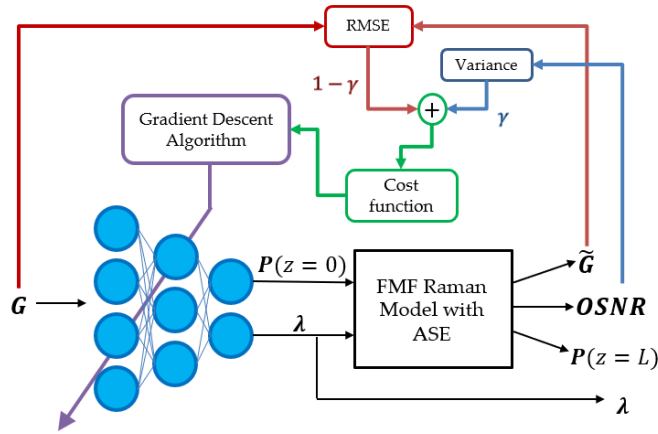 RMSE
Variance
1 − γ
+
γ
Gradient Descent
Algorithm
Cost
function
P(z = 0)
G
λ
FMF Raman
Model with
ASE
G̃
OSNR
P(z = L)
λ